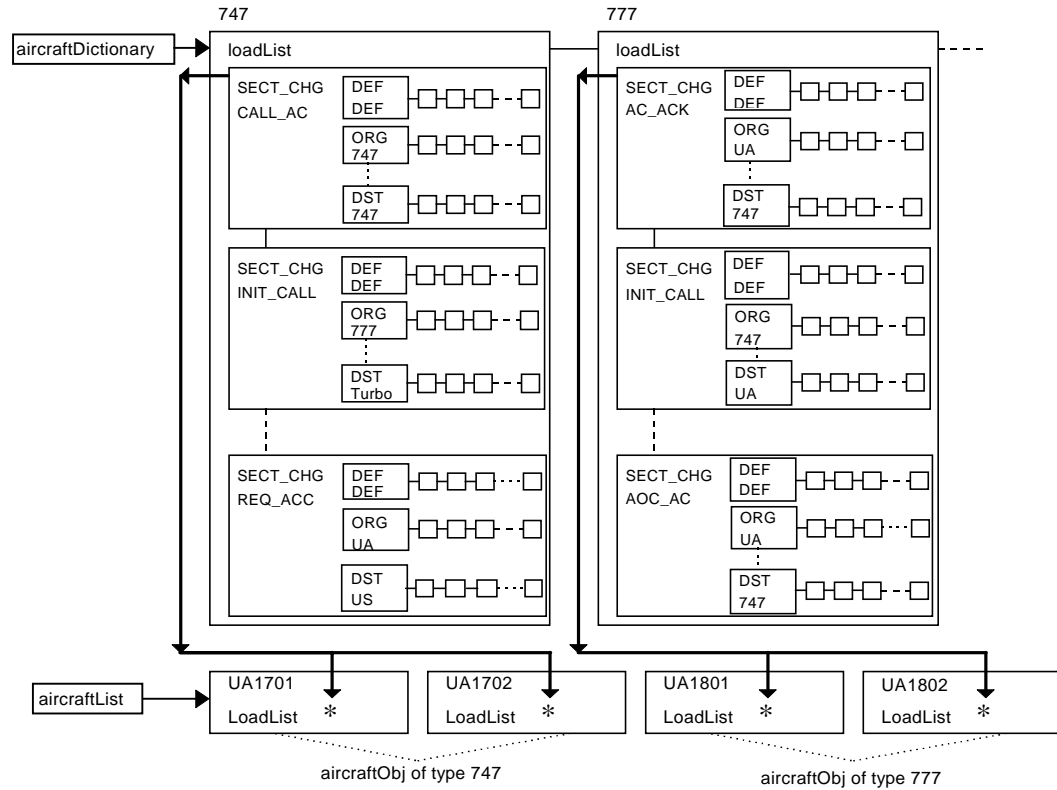 747
777
aircraftDictionary
loadList
loadList
SECT_CHG
CALL_AC
DEF
DEF
ORG
747
DST
747
SECT_CHG
AC_ACK
DEF
DEF
ORG
UA
DST
747
SECT_CHG
INIT_CALL
DEF
DEF
ORG
777
DST
Turbo
SECT_CHG
INIT_CALL
DEF
DEF
ORG
747
DST
UA
SECT_CHG
REQ_ACC
DEF
DEF
ORG
UA
DST
US
SECT_CHG
AOC_AC
DEF
DEF
ORG
UA
DST
747
aircraftList
UA1701
LoadList *
UA1702
LoadList *
UA1801
LoadList *
UA1802
LoadList *
aircraftObj of type 747
aircraftObj of type 777